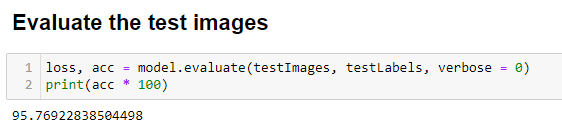 Evaluate the test images
1 loss, acc = model.evaluate(testImages, testLabels, verbose = 0)
2 print(acc * 100)
95.76922838504498